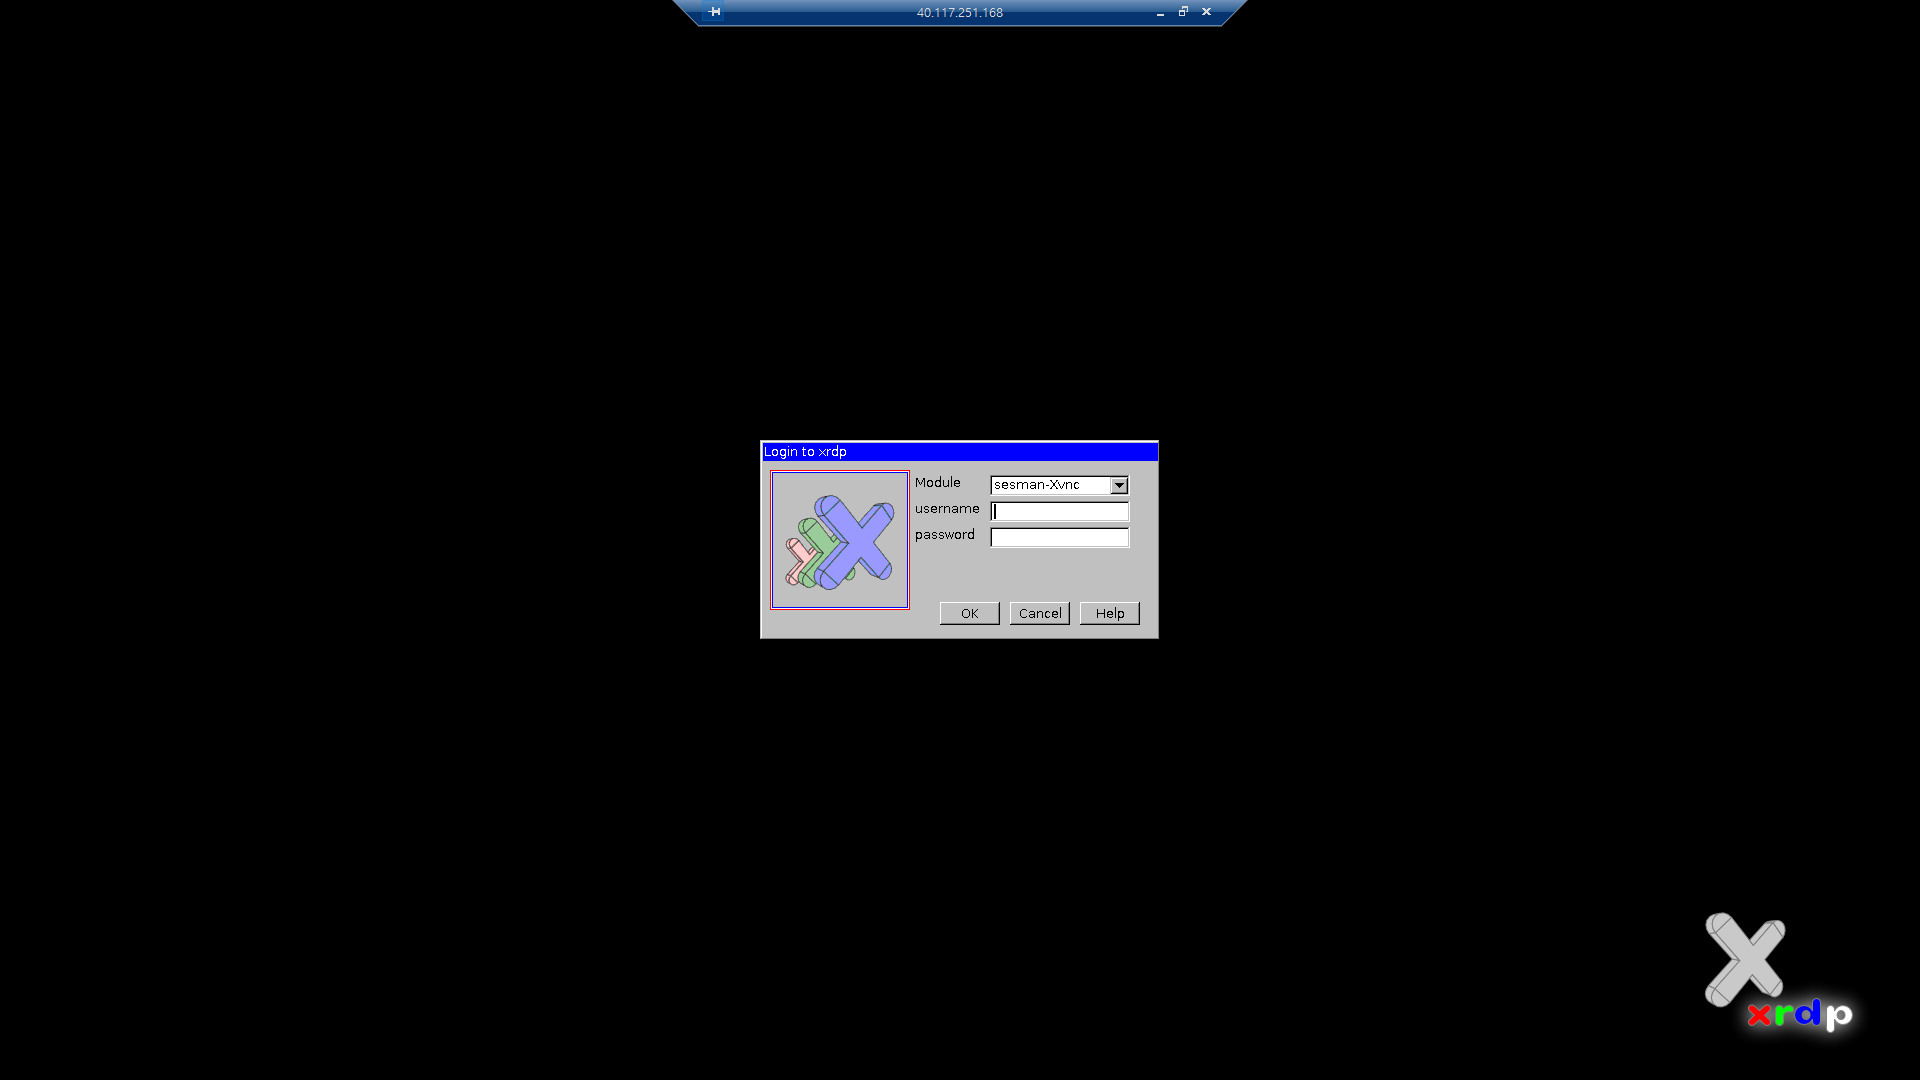 40.117.251.168
Login to xrdp
Module sesman-Xvnc
username
password
OK Cancel Help
xrdp